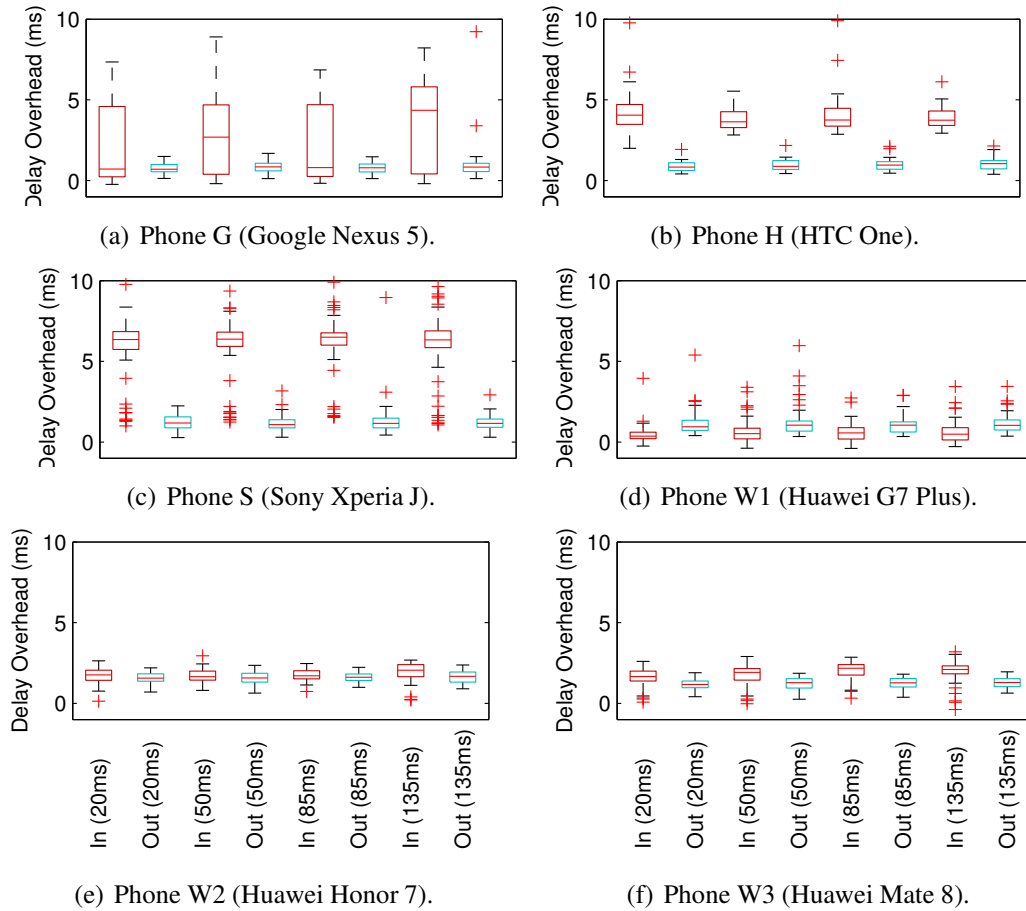 10
5
0
Delay Overhead (ms)
(a) Phone G (Google Nexus 5).
10
5
0
Delay Overhead (ms)
(b) Phone H (HTC One).
10
5
0
Delay Overhead (ms)
(c) Phone S (Sony Xperia J).
10
5
0
Delay Overhead (ms)
(d) Phone W1 (Huawei G7 Plus).
10
5
0
Delay Overhead (ms)
In (20ms)
Out (20ms)
In (50ms)
Out (50ms)
In (85ms)
Out (85ms)
In (135ms)
Out (135ms)
(e) Phone W2 (Huawei Honor 7).
10
5
0
Delay Overhead (ms)
In (20ms)
Out (20ms)
In (50ms)
Out (50ms)
In (85ms)
Out (85ms)
In (135ms)
Out (135ms)
(f) Phone W3 (Huawei Mate 8).